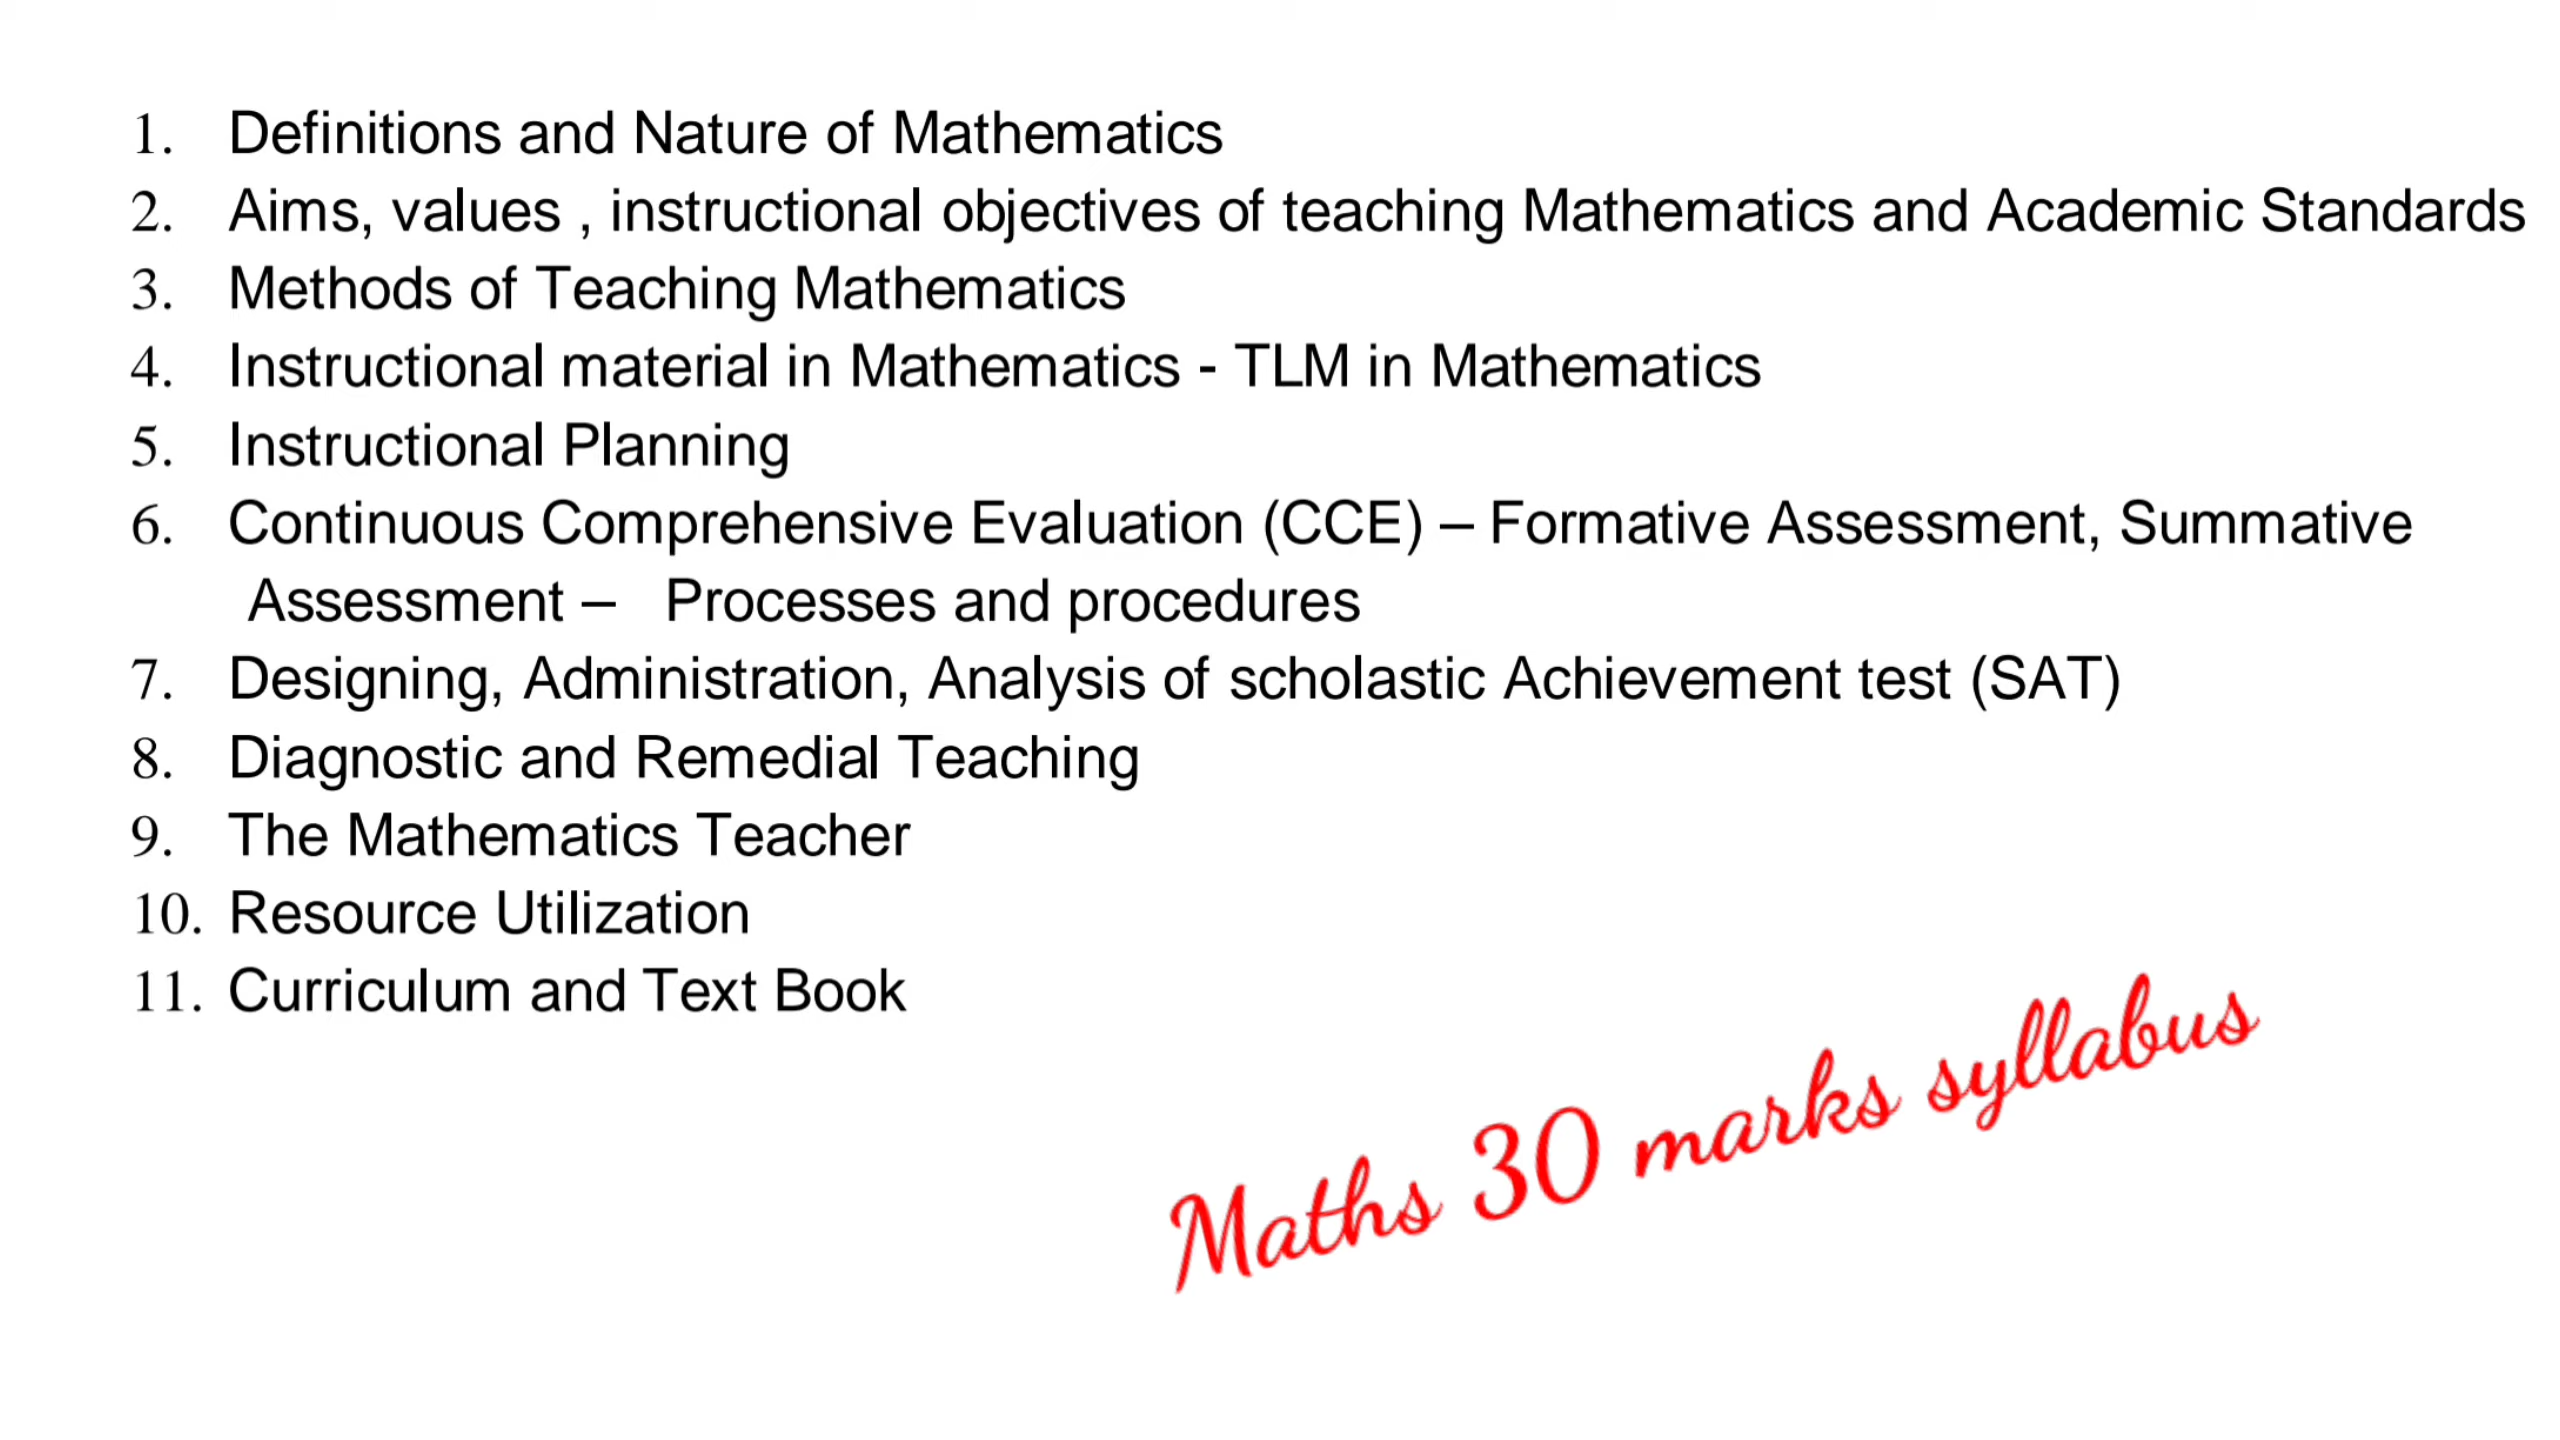 1. Definitions and Nature of Mathematics
2. Aims, values , instructional objectives of teaching Mathematics and Academic Standards
3. Methods of Teaching Mathematics
4. Instructional material in Mathematics - TLM in Mathematics
5. Instructional Planning
6. Continuous Comprehensive Evaluation (CCE) – Formative Assessment, Summative
Assessment – Processes and procedures
7. Designing, Administration, Analysis of scholastic Achievement test (SAT)
8. Diagnostic and Remedial Teaching
9. The Mathematics Teacher
10. Resource Utilization
11. Curriculum and Text Book
Maths 30 marks syllabus